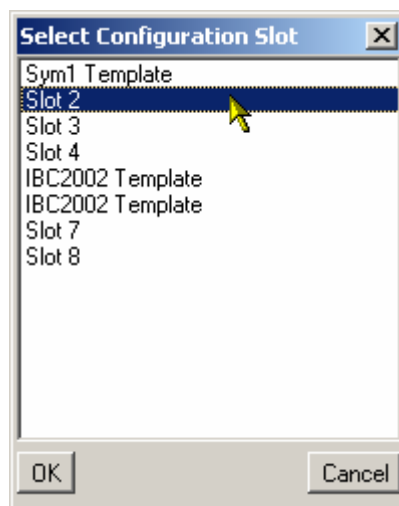 Select Configuration Slot
Sym1 Template
Slot 2
Slot 3
Slot 4
IBC2002 Template
IBC2002 Template
Slot 7
Slot 8
OK Cancel